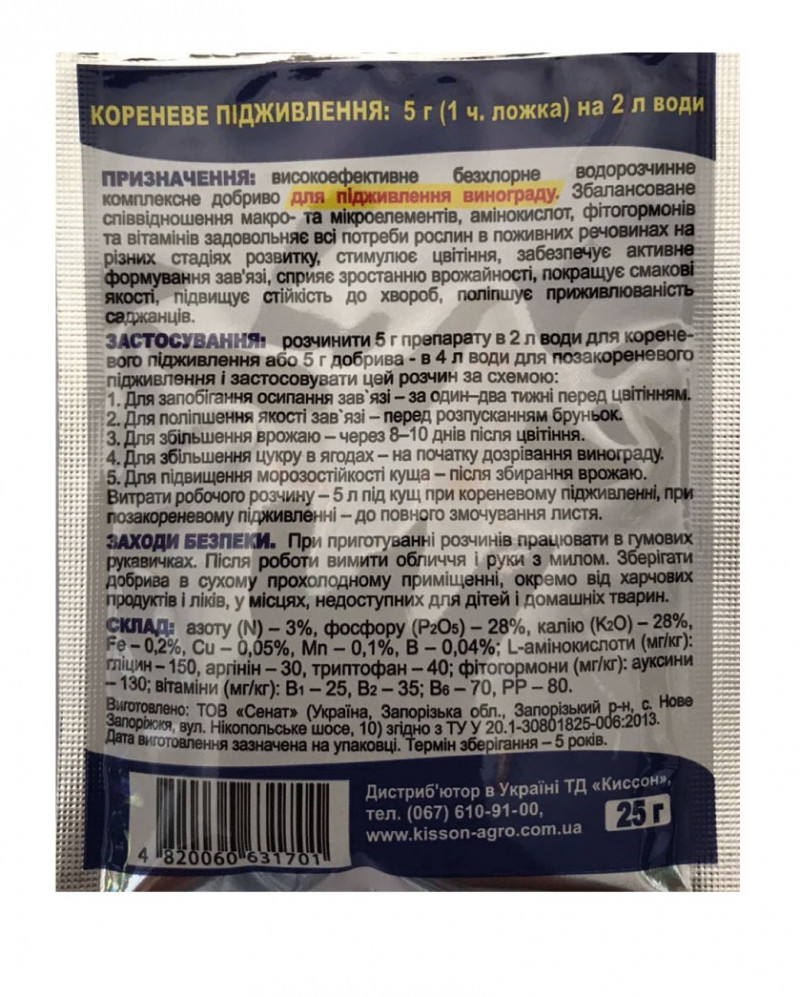 КОРЕНЕВЕ ПІДЖИВЛЕННЯ: 5 г (1 ч. ложка) на 2 л води
ПРИЗНАЧЕННЯ: високоефективне безхлорне водорозчинне
комплексне добриво для підживлення винограду. Збалансоване
співвідношення макро- та мікроелементів, амінокислот, фітогормонів
та вітамінів задовольняє всі потреби рослин в поживних речовинах на
різних стадіях розвитку, стимулює цвітіння, забезпечує активне
формування зав'язі, сприяє зростанню врожайності, покращує смакові
якості, підвищує стійкість до хвороб, поліпшує приживлюваність
саджанців.
ЗАСТОСУВАННЯ: розчинити 5 г препарату в 2 л води для корене-
вого підживлення або 5 г добрива - в 4 л води для позакореневого
підживлення і застосовувати цей розчин за схемою:
1. Для запобігання осипання зав`язі – за один–два тижні перед цвітінням.
2. Для поліпшення якості зав`язі – перед розпусканням бруньок.
3. Для збільшення врожаю – через 8–10 днів після цвітіння.
4. Для збільшення цукру в ягодах – на початку дозрівання винограду.
5. Для підвищення морозостійкості куща – після збирання врожаю.
Витрати робочого розчину – 5 л під кущ при кореневому підживленні, при
позакореневому підживленні – до повного змочування листя.
ЗАХОДИ БЕЗПЕКИ. При приготуванні розчинів працювати в гумових
рукавичках. Після роботи вимити обличчя і руки з милом. Зберігати
добрива в сухому прохолодному приміщенні, окремо від харчових
продуктів і ліків, у місцях, недоступних для дітей і домашніх тварин.
СКЛАД: азоту (N) – 3%, фосфору (P2O5) – 28%, калію (K2O) – 28%,
Fe – 0,2%, Cu – 0,05%, Mn – 0,1%, B – 0,04%; L-амінокислоти (мг/кг):
гліцин – 150, аргінін – 30, триптофан – 40; фітогормони (мг/кг): ауксини
– 130; вітаміни (мг/кг): B1 – 25, B2 – 35; B6 – 70, PP – 80.
Виготовлено: ТОВ «Сенат» (Україна, Запорізька обл., Запорізький р-н, с. Нове
Запоріжжя, вул. Нікопольське шосе, 10) згідно з ТУ У 20.1-30801825-006:2013.
Дата виготовлення зазначена на упаковці. Термін зберігання – 5 років.
Дистриб'ютор в Україні ТД «Киссон»,
тел. (067) 610-91-00,
www.kisson-agro.com.ua
25 г
4 820060 631701